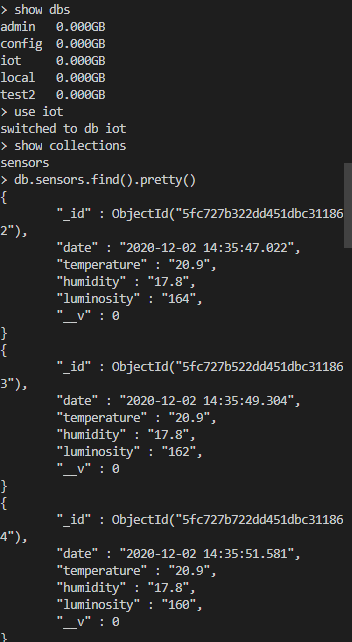 > show dbs
admin   0.000GB
config  0.000GB
iot     0.000GB
local   0.000GB
test2   0.000GB
> use iot
switched to db iot
> show collections
sensors
> db.sensors.find().pretty()
{
        "_id" : ObjectId("5fc727b322dd451dbc31186
2"),
        "date" : "2020-12-02 14:35:47.022",
        "temperature" : "20.9",
        "humidity" : "17.8",
        "luminosity" : "164",
        "__v" : 0
}
{
        "_id" : ObjectId("5fc727b522dd451dbc31186
3"),
        "date" : "2020-12-02 14:35:49.304",
        "temperature" : "20.9",
        "humidity" : "17.8",
        "luminosity" : "162",
        "__v" : 0
}
{
        "_id" : ObjectId("5fc727b722dd451dbc31186
4"),
        "date" : "2020-12-02 14:35:51.581",
        "temperature" : "20.9",
        "humidity" : "17.8",
        "luminosity" : "160",
        "__v" : 0
}